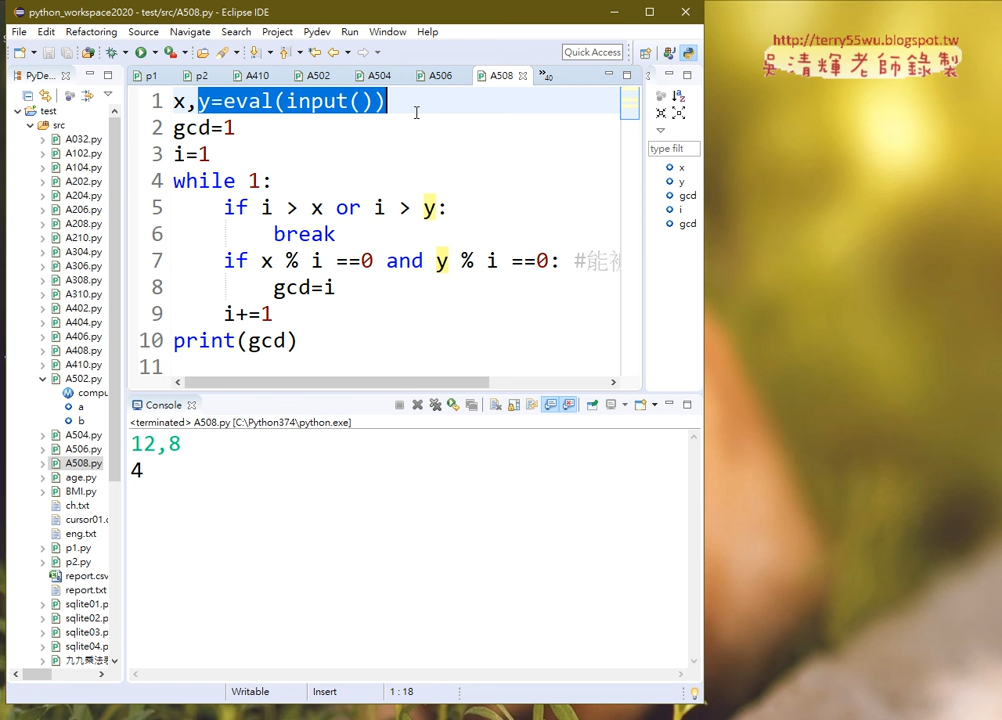 python_workspace2020 - test/src/A508.py - Eclipse IDE
File Edit Refactoring Source Navigate Search Project Pydev Run Window Help
Quick Access
PyDe...
p1 p2 A410 A502 A504 A506 A508 »40
test
src
A032.py
A102.py
A104.py
A202.py
A204.py
A206.py
A208.py
A210.py
A304.py
A306.py
A308.py
A310.py
A402.py
A404.py
A406.py
A408.py
A410.py
A502.py
compu
a
b
A504.py
A506.py
A508.py
age.py
BMI.py
ch.txt
cursor01.c
eng.txt
p1.py
p2.py
report.csv
report.txt
sqlite01.p
sqlite02.p
sqlite03.p
sqlite04.p
九九乘法表
1 x,y=eval(input())
2 gcd=1
3 i=1
4 while 1:
5 if i > x or i > y:
6 break
7 if x % i ==0 and y % i ==0: #能被
8 gcd=i
9 i+=1
10 print(gcd)
11
type filt
x
y
gcd
i
gcd
Console
<terminated> A508.py [C:\Python374\python.exe]
12,8
4
Writable Insert 1 : 18
http://terry55wu.blogspot.tw
吳清輝老師錄製